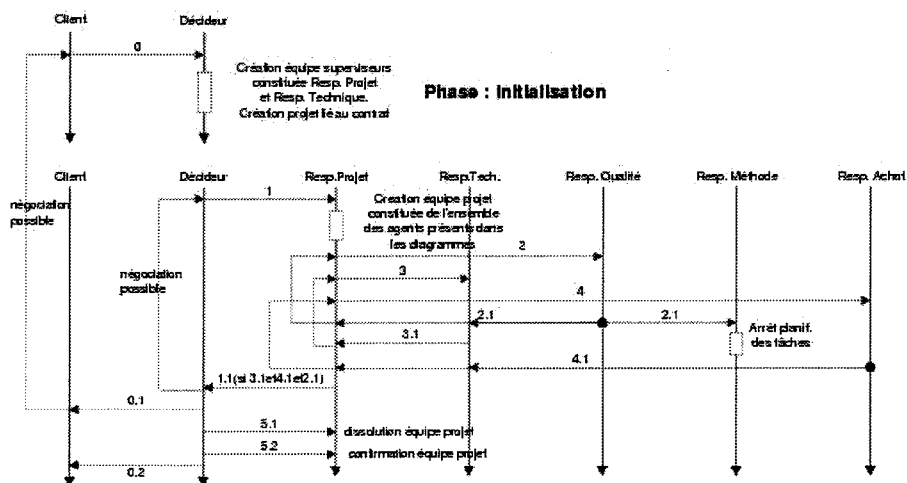 Client
Décideur
0
Création équipe superviseurs
constituée Resp. Projet
et Resp. Technique.
Création projet lié au contrat
Phase : Initialisation
Client
Décideur
Resp.Projet
Resp.Tech.
Resp. Qualité
Resp. Méthode
Resp. Achat
négociation
possible
1
Création équipe projet
constituée de l'ensemble
des agents présents dans
les diagrammes
2
négociation
possible
3
4
2.1
2.1
Arrêt planif.
des tâches
3.1
4.1
1.1(si 3.1et4.1et2.1)
0.1
5.1
dissolution équipe projet
5.2
confirmation équipe projet
0.2